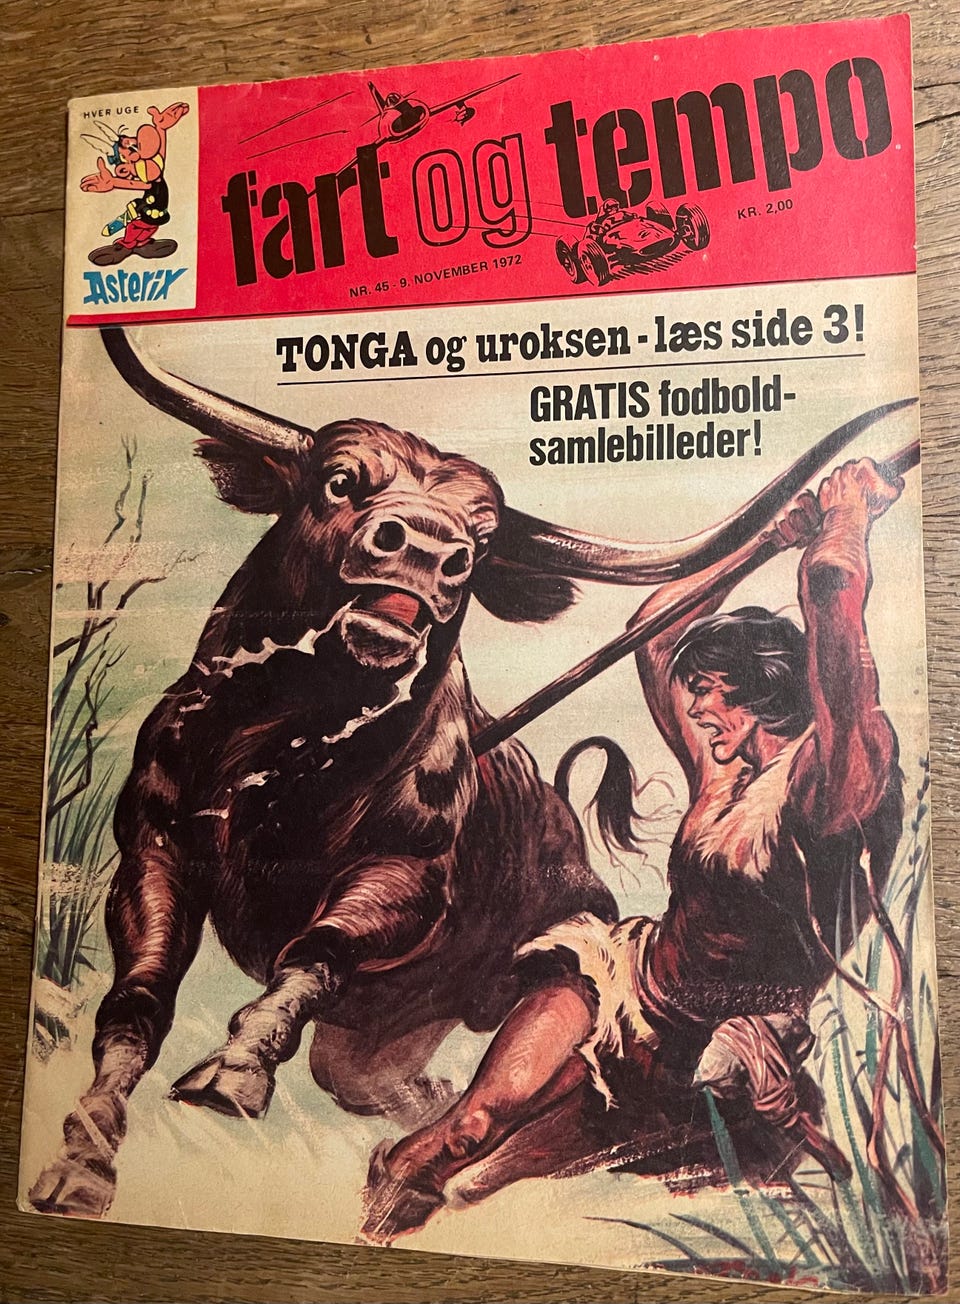 HVER UGE
Asterix
fart og tempo
KR. 2,00
NR. 45 - 9. NOVEMBER 1972
TONGA og uroksen - læs side 3!
GRATIS fodbold-
samlebilleder!